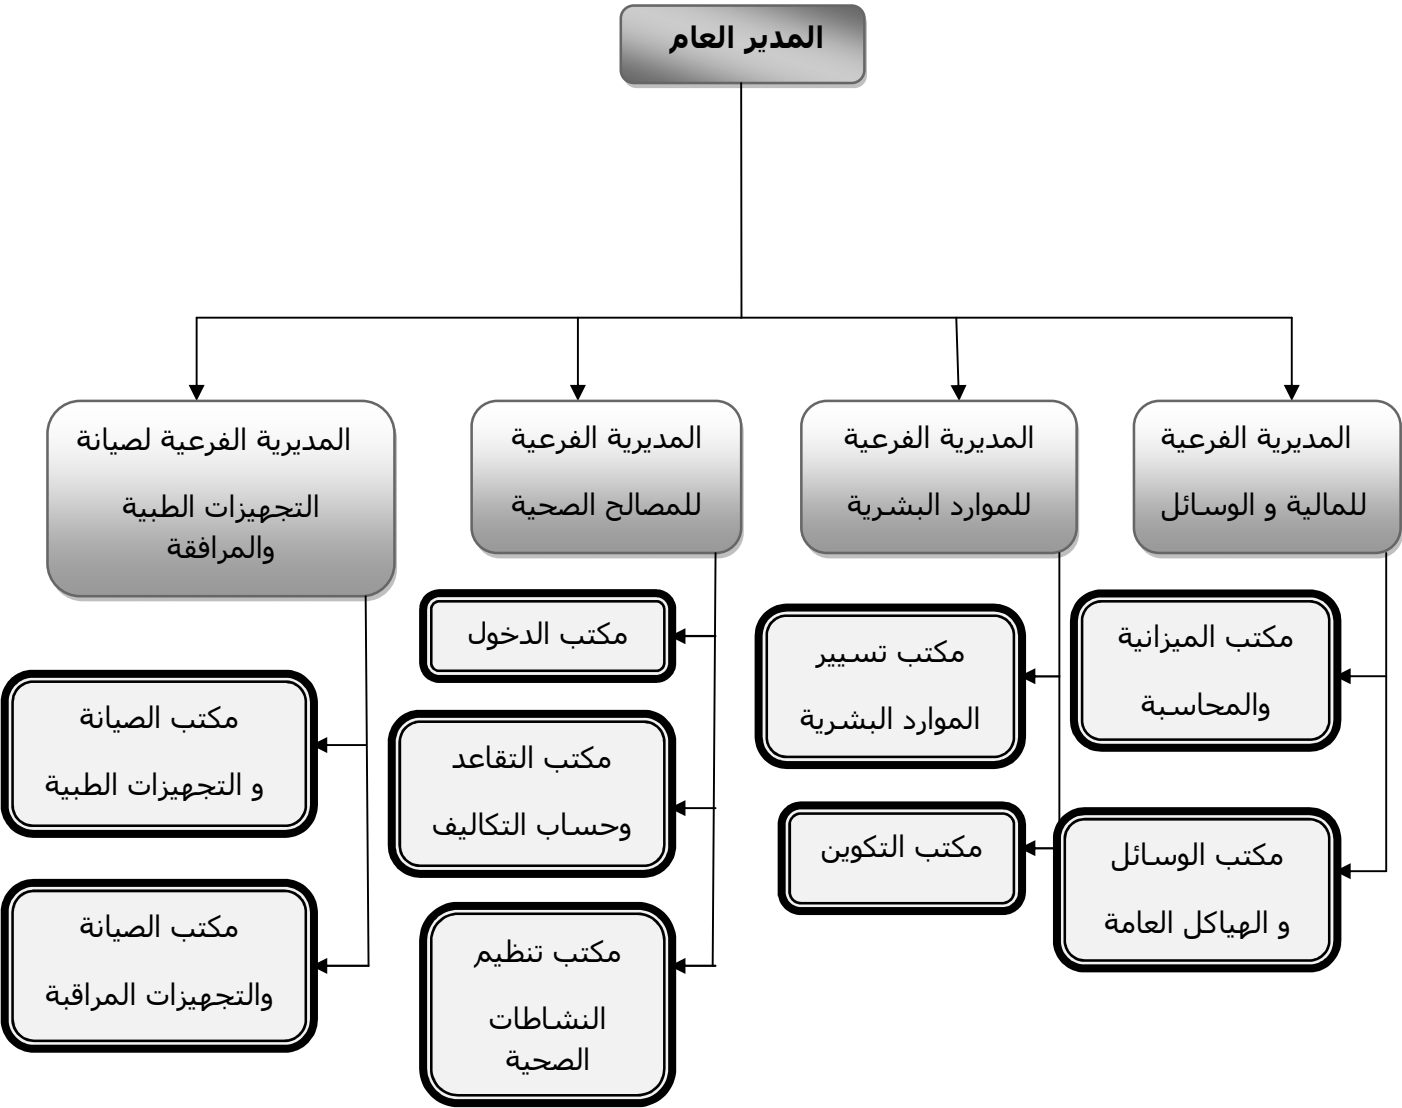 المدير العام
المديرية الفرعية
للمالية و الوسائل
المديرية الفرعية
للموارد البشرية
المديرية الفرعية
للمصالح الصحية
المديرية الفرعية لصيانة
التجهيزات الطبية
والمرافقة
مكتب الميزانية
والمحاسبة
مكتب الوسائل
و الهياكل العامة
مكتب تسيير
الموارد البشرية
مكتب التكوين
مكتب الدخول
مكتب التقاعد
وحساب التكاليف
مكتب تنظيم
النشاطات
الصحية
مكتب الصيانة
و التجهيزات الطبية
مكتب الصيانة
والتجهيزات المراقبة